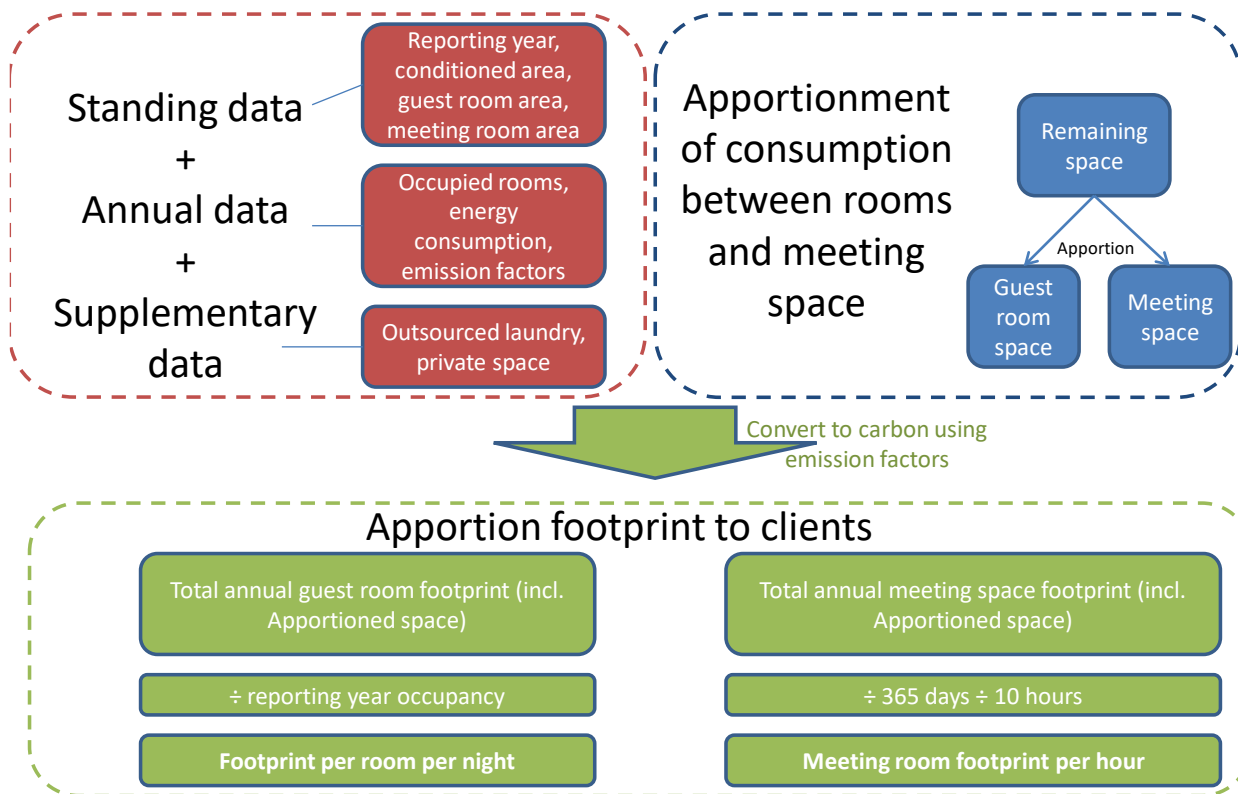 Standing data
+
Annual data
+
Supplementary
data
Reporting year,
conditioned area,
guest room area,
meeting room area
Occupied rooms,
energy
consumption,
emission factors
Outsourced laundry,
private space
Apportionment
of consumption
between rooms
and meeting
space
Remaining
space
Apportion
Guest
room
space
Meeting
space
Convert to carbon using
emission factors
Apportion footprint to clients
Total annual guest room footprint (incl.
Apportioned space)
÷ reporting year occupancy
Footprint per room per night
Total annual meeting space footprint (incl.
Apportioned space)
÷ 365 days ÷ 10 hours
Meeting room footprint per hour